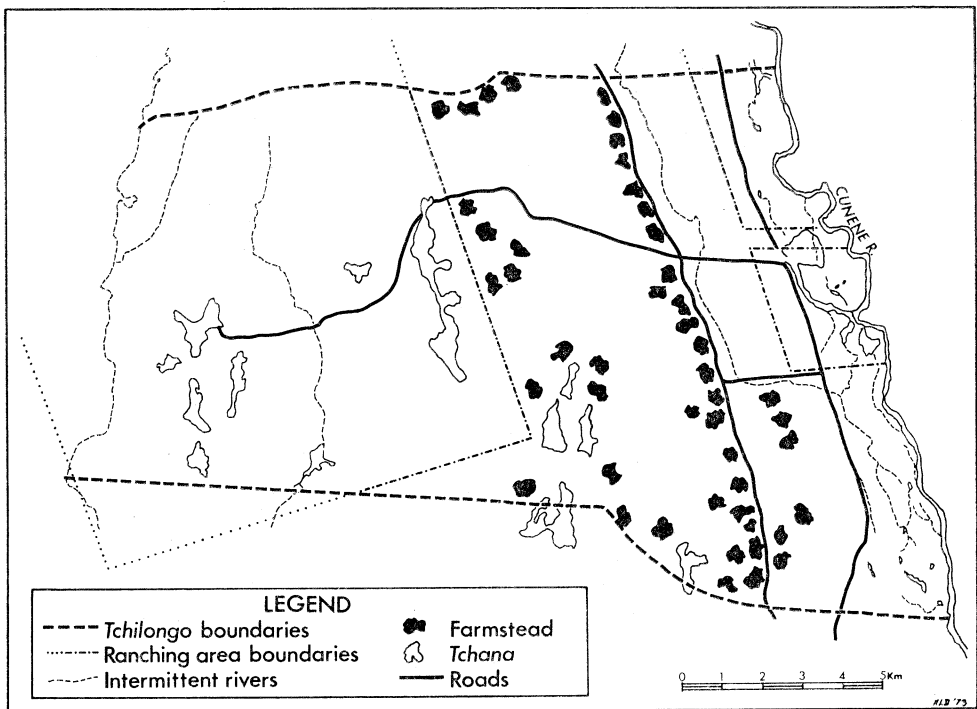 CUNENE R.
LEGEND
Tchilongo boundaries
Farmstead
Ranching area boundaries
Tchana
Intermittent rivers
Roads
0 1 2 3 4 5Km